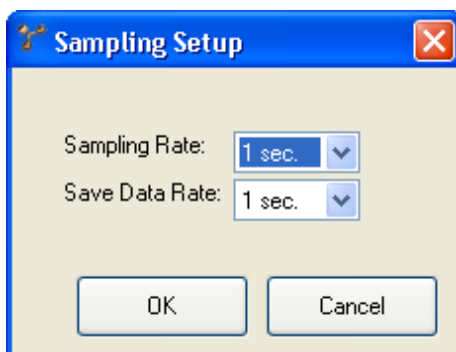 Sampling Setup
Sampling Rate: 1 sec.
Save Data Rate: 1 sec.
OK Cancel